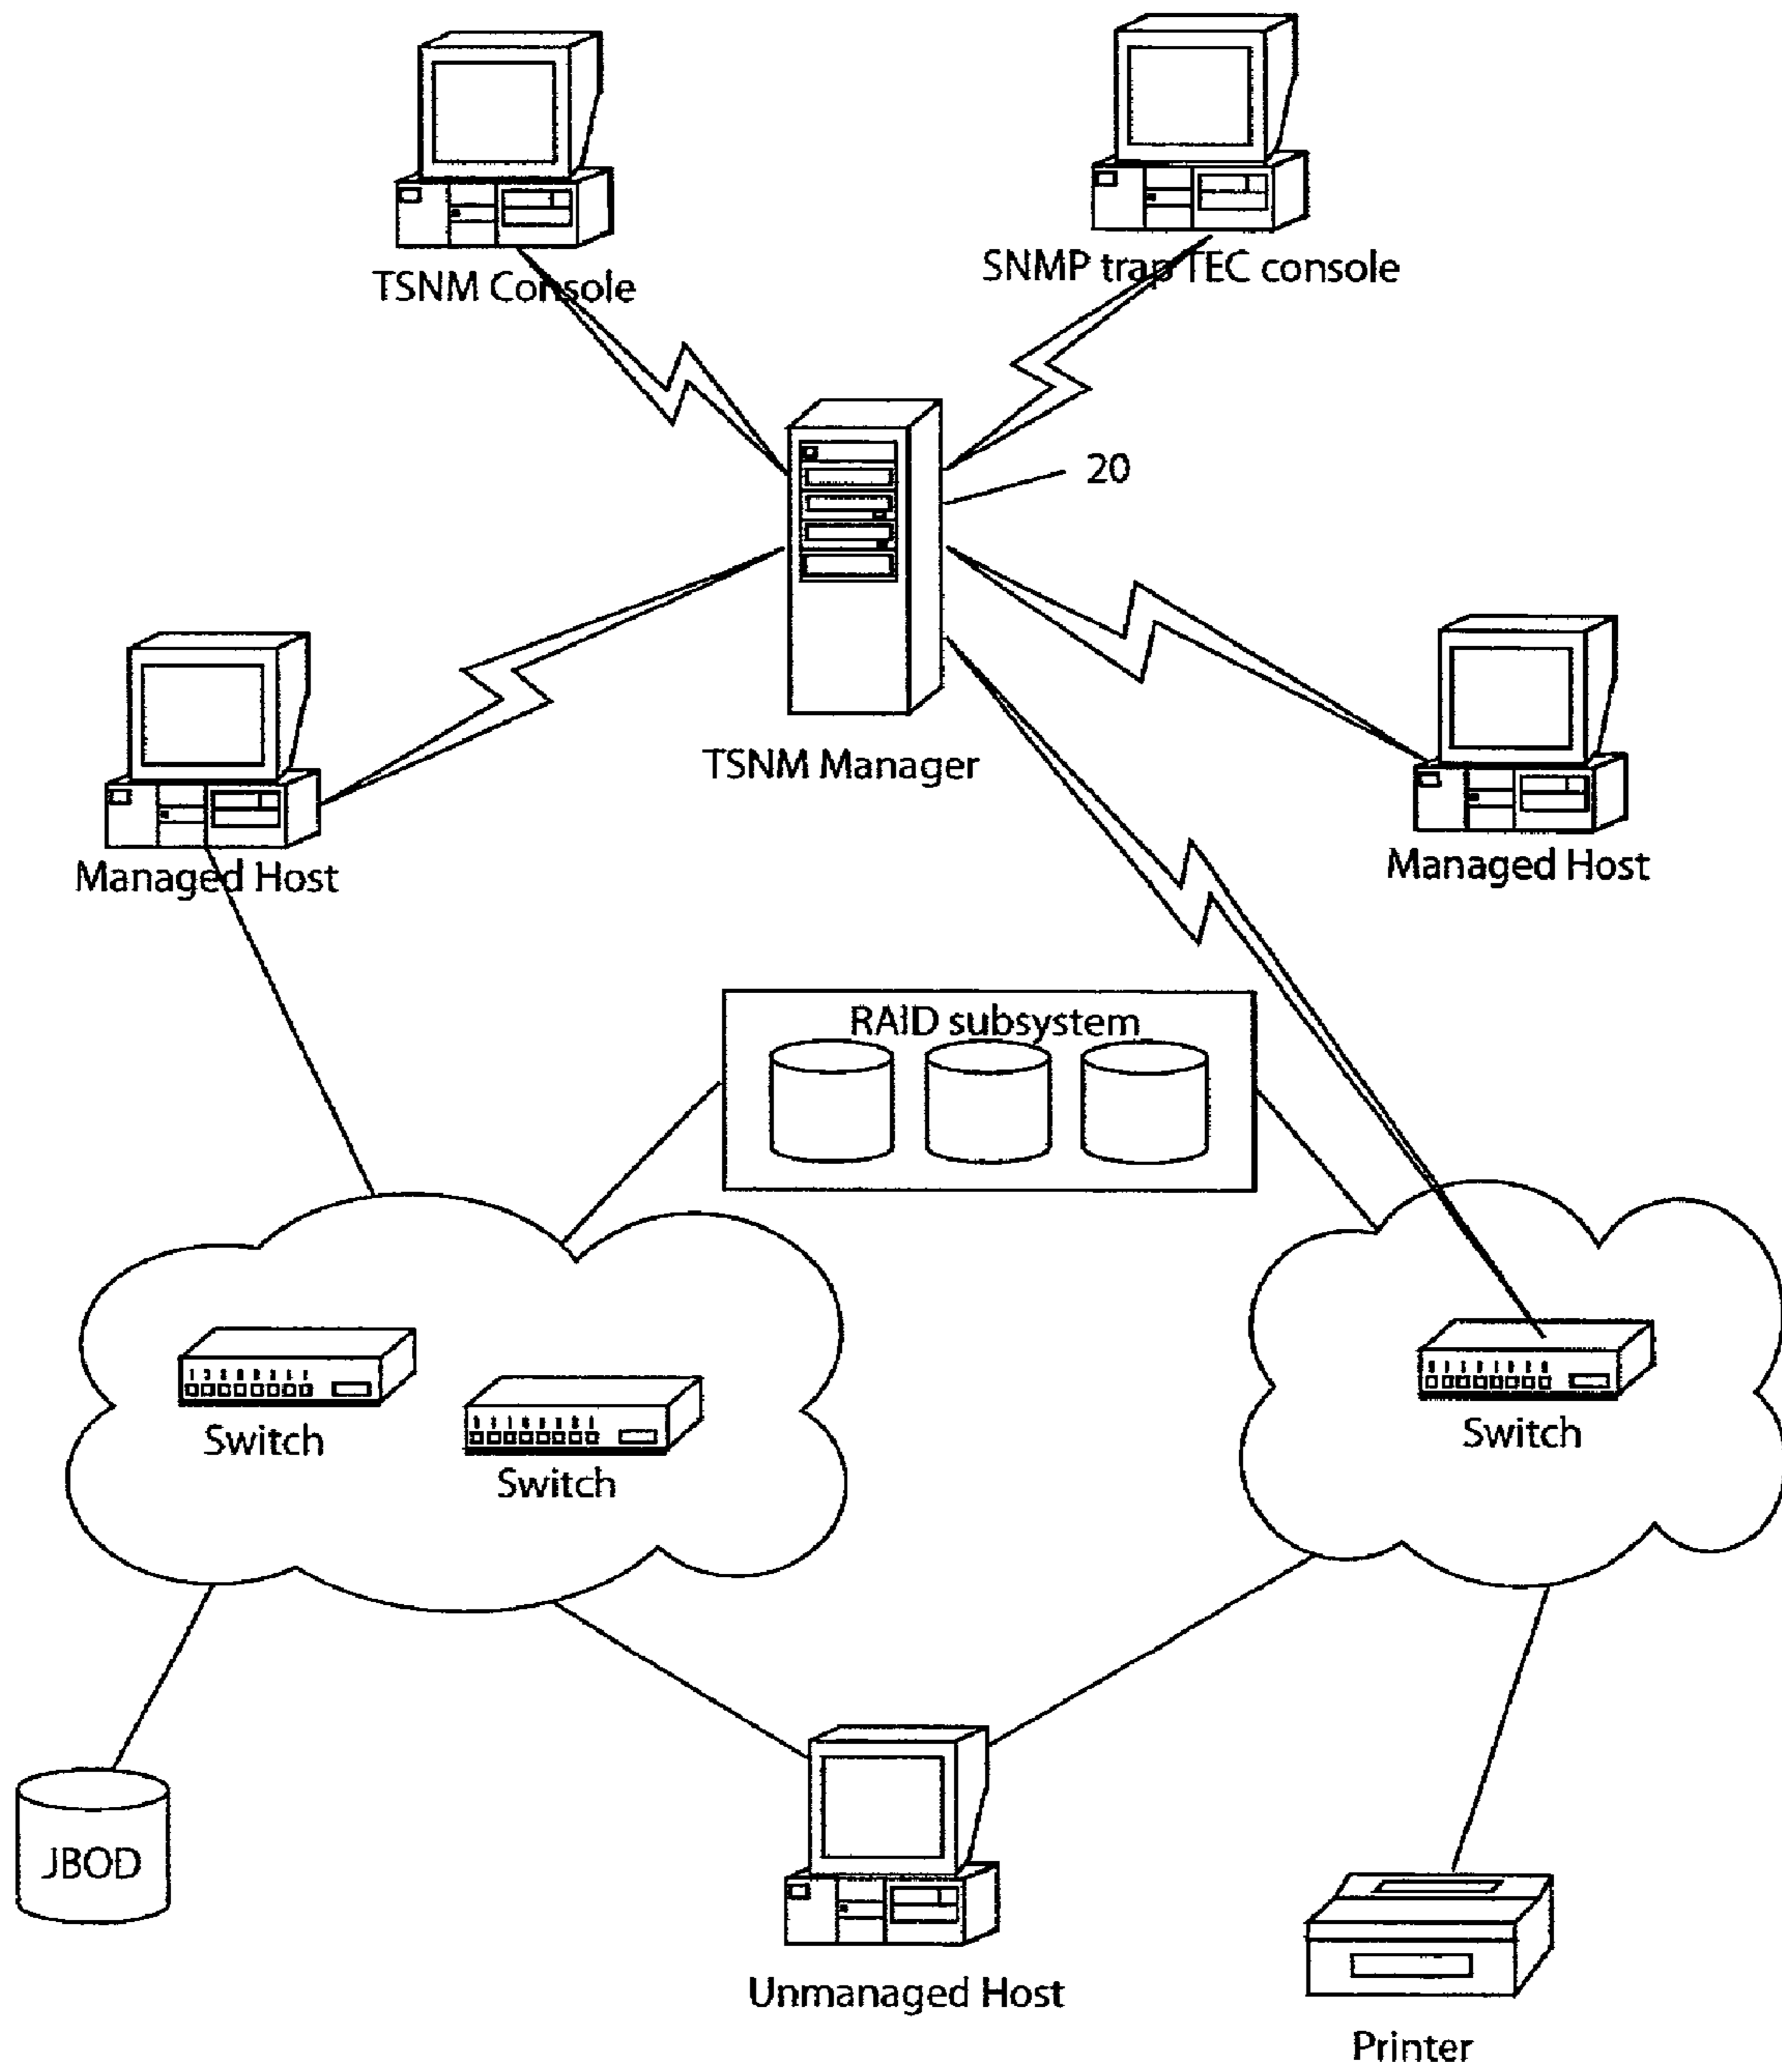 TSNM Console
SNMP trap TEC console
20
TSNM Manager
Managed Host
Managed Host
RAID subsystem
Switch
Switch
Switch
JBOD
Unmanaged Host
Printer